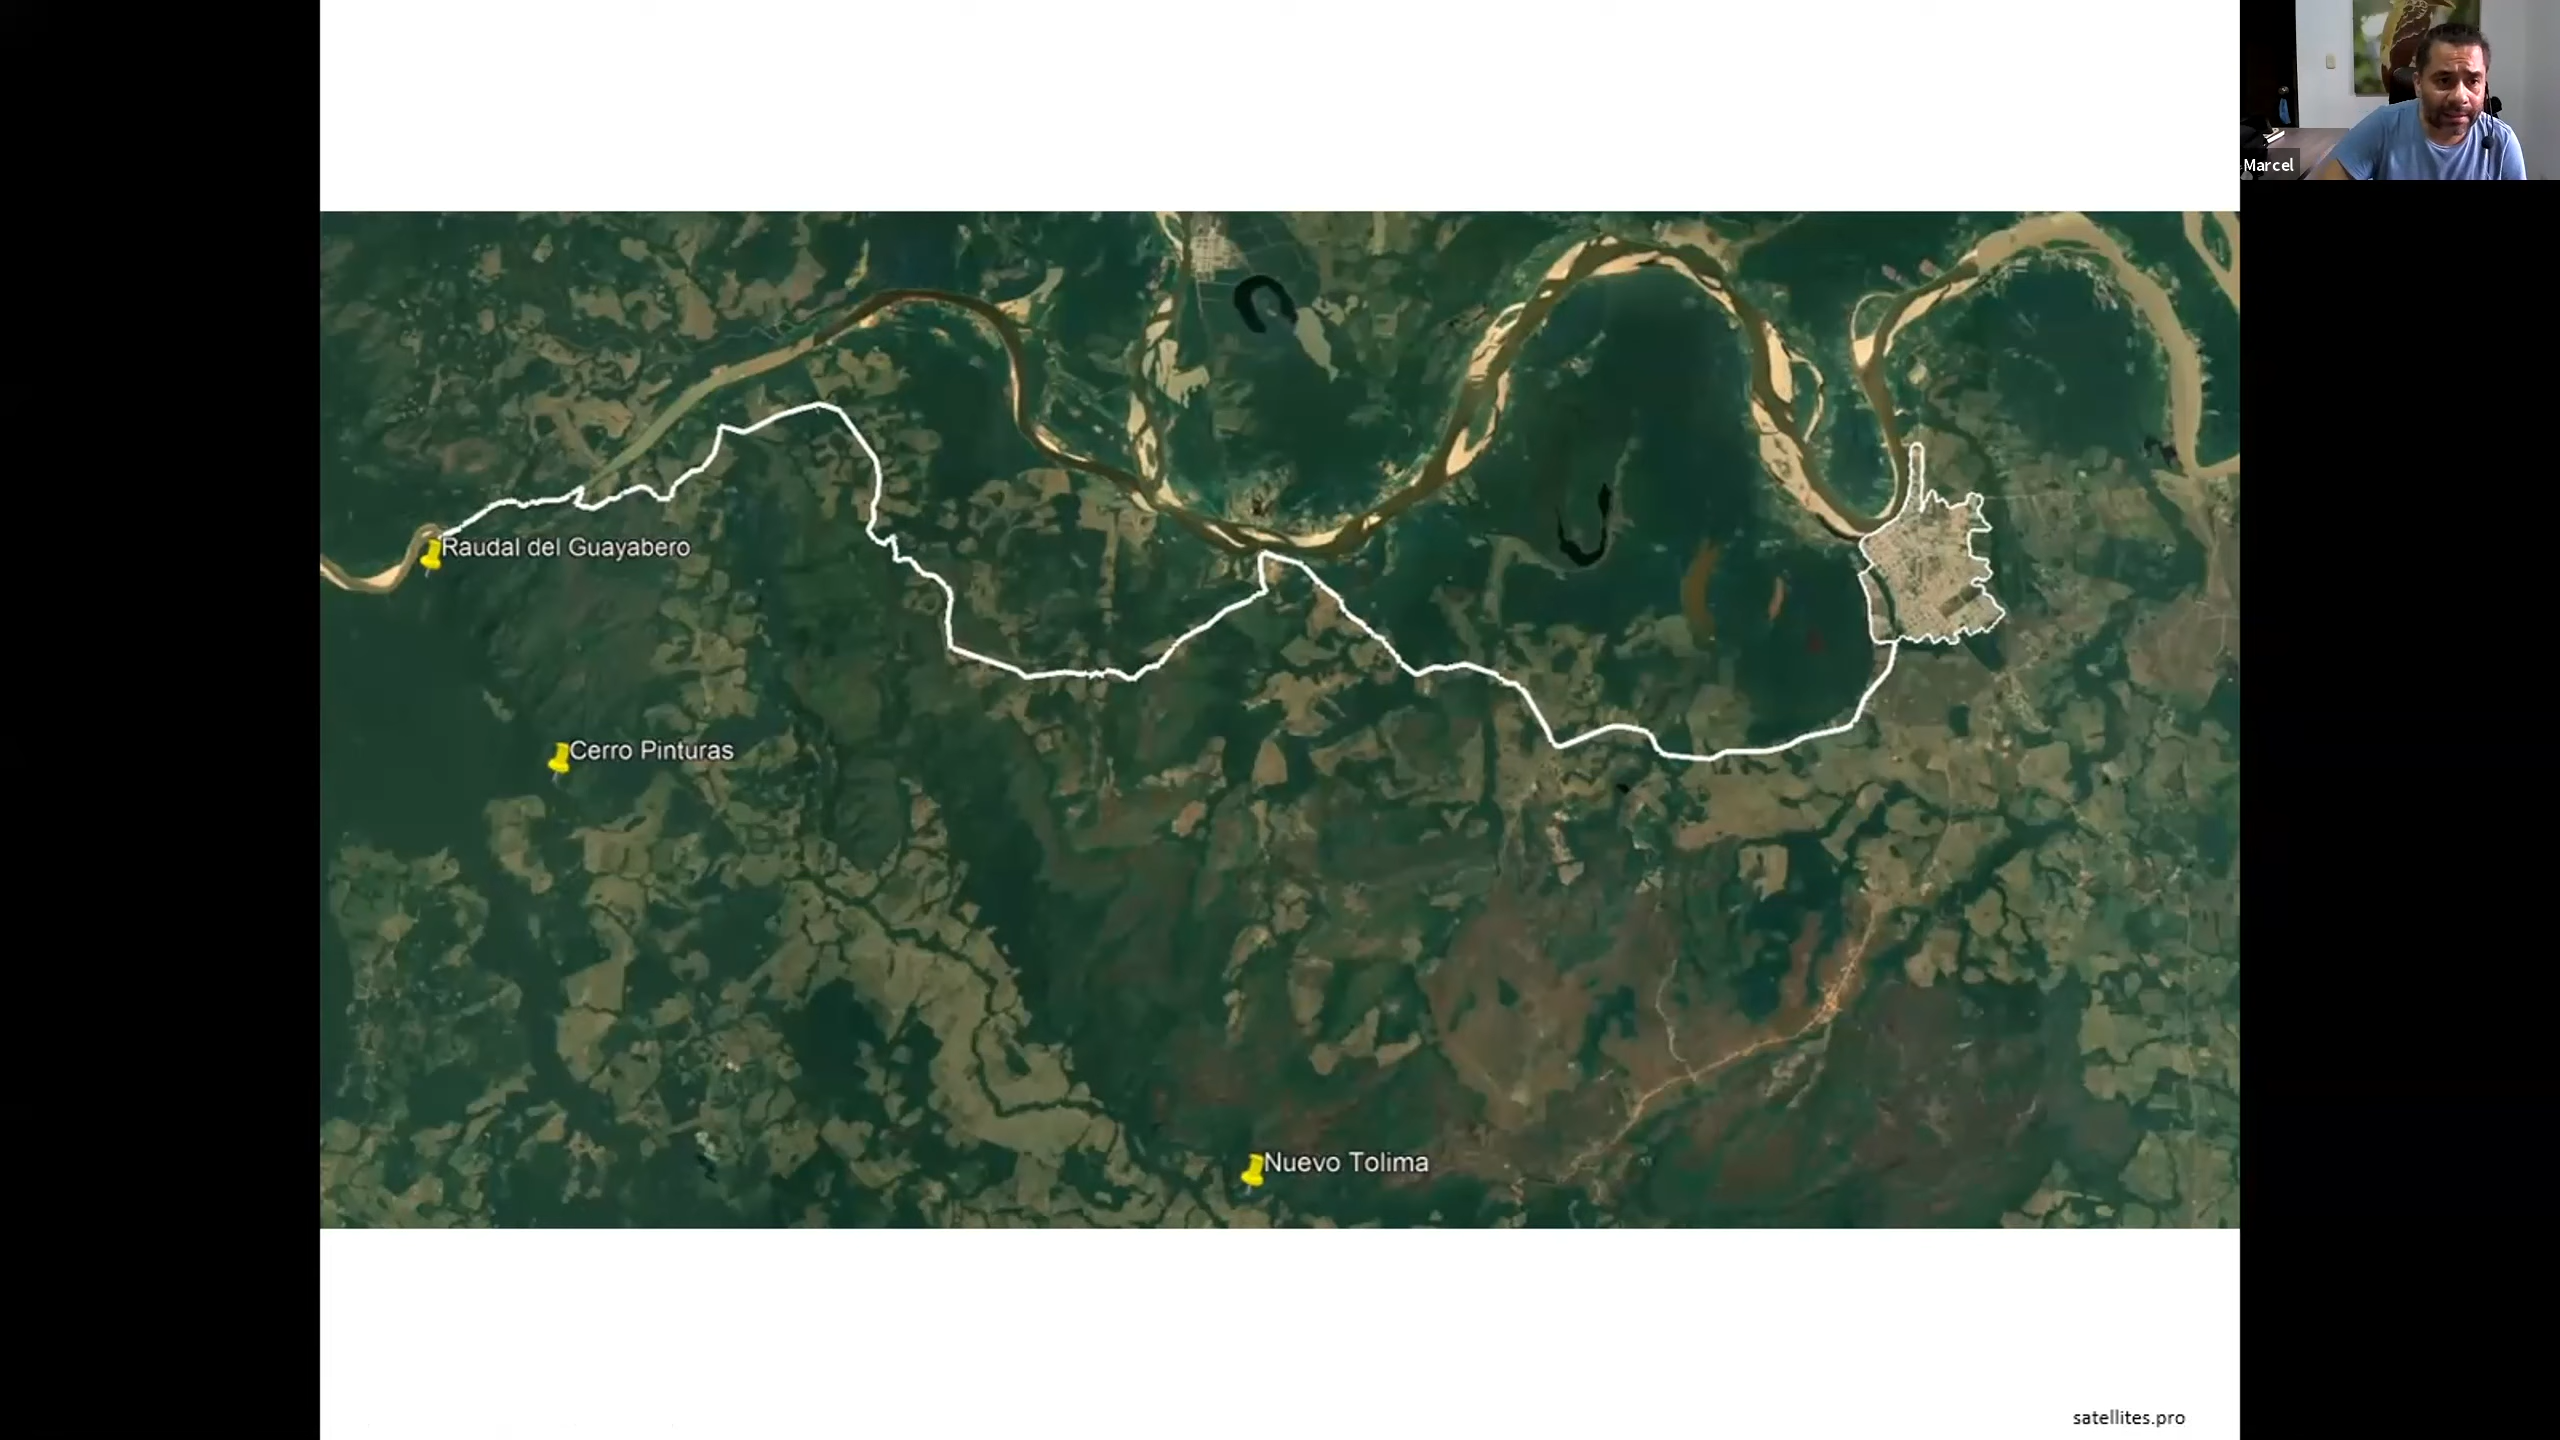 Marcel
Raudal del Guayabero
Cerro Pinturas
Nuevo Tolima
satellites.pro